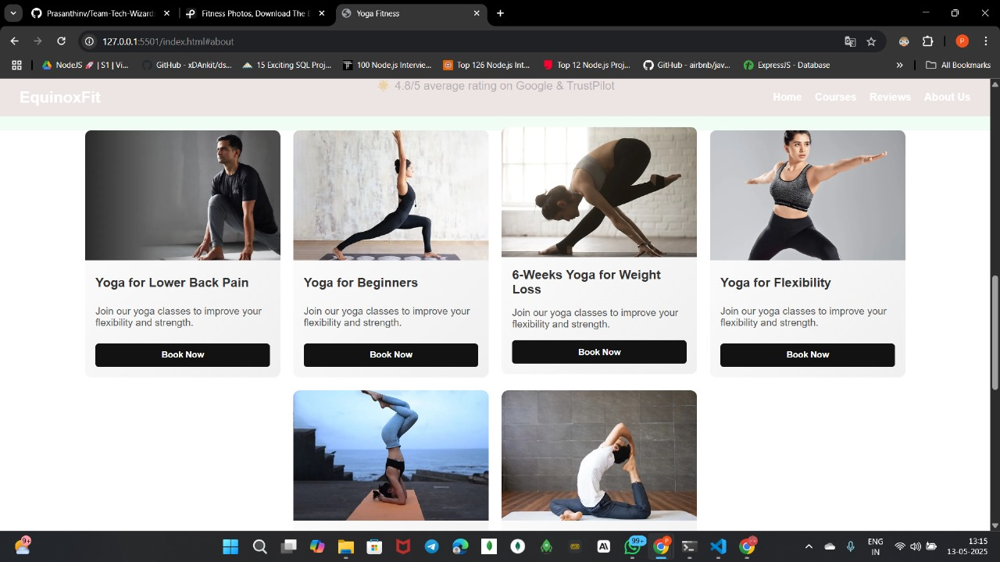 Prasanthinv/Team-Tech-Wizards
Fitness Photos, Download The B
Yoga Fitness
127.0.0.1:5501/index.html#about
NodeJS 🚀 | S1 | Vi...
GitHub - xDAnkit/ds...
15 Exciting SQL Proj...
100 Node.js Intervie...
Top 126 Node.js Int...
Top 12 Node.js Proj...
GitHub - airbnb/jav...
ExpressJS - Database
All Bookmarks
🌟 4.8/5 average rating on Google & TrustPilot
EquinoxFit
Home Courses Reviews About Us
Yoga for Lower Back Pain
Join our yoga classes to improve your
flexibility and strength.
Book Now
Yoga for Beginners
Join our yoga classes to improve your
flexibility and strength.
Book Now
6-Weeks Yoga for Weight
Loss
Join our yoga classes to improve your
flexibility and strength.
Book Now
Yoga for Flexibility
Join our yoga classes to improve your
flexibility and strength.
Book Now
9+
99+
ENG
IN
13:15
13-05-2025